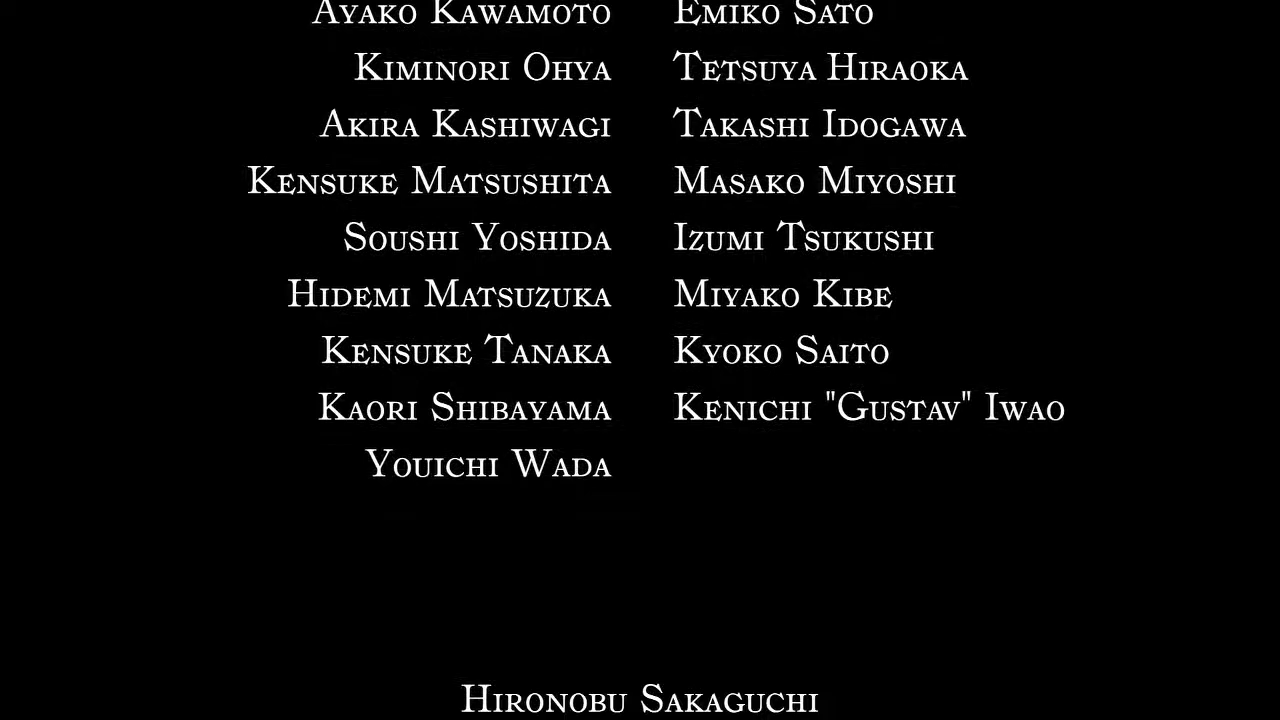 Ayako Kawamoto Emiko Sato
Kiminori Ohya Tetsuya Hiraoka
Akira Kashiwagi Takashi Idogawa
Kensuke Matsushita Masako Miyoshi
Soushi Yoshida Izumi Tsukushi
Hidemi Matsuzuka Miyako Kibe
Kensuke Tanaka Kyoko Saito
Kaori Shibayama Kenichi "Gustav" Iwao
Youichi Wada
Hironobu Sakaguchi